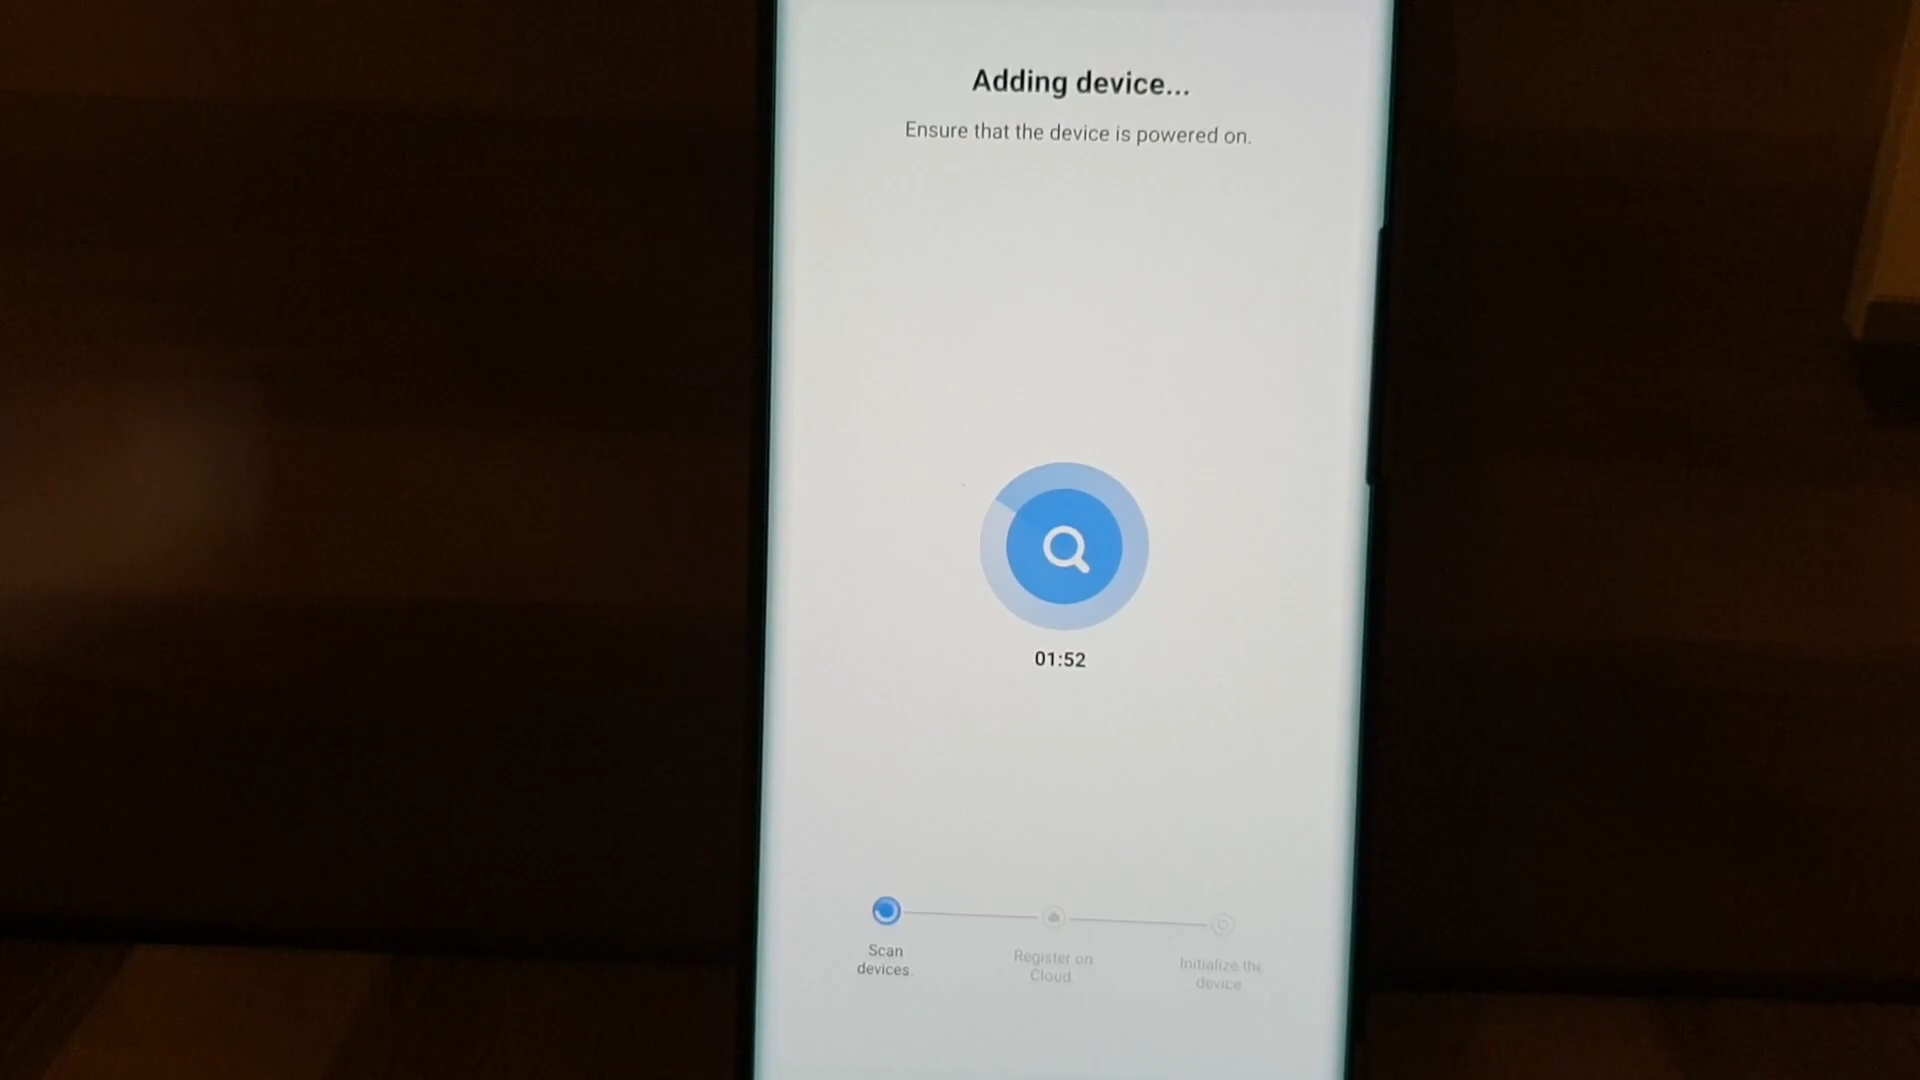 Adding device...
Ensure that the device is powered on.
01:52
Scan
devices
Register on
Cloud
Initialize the
device